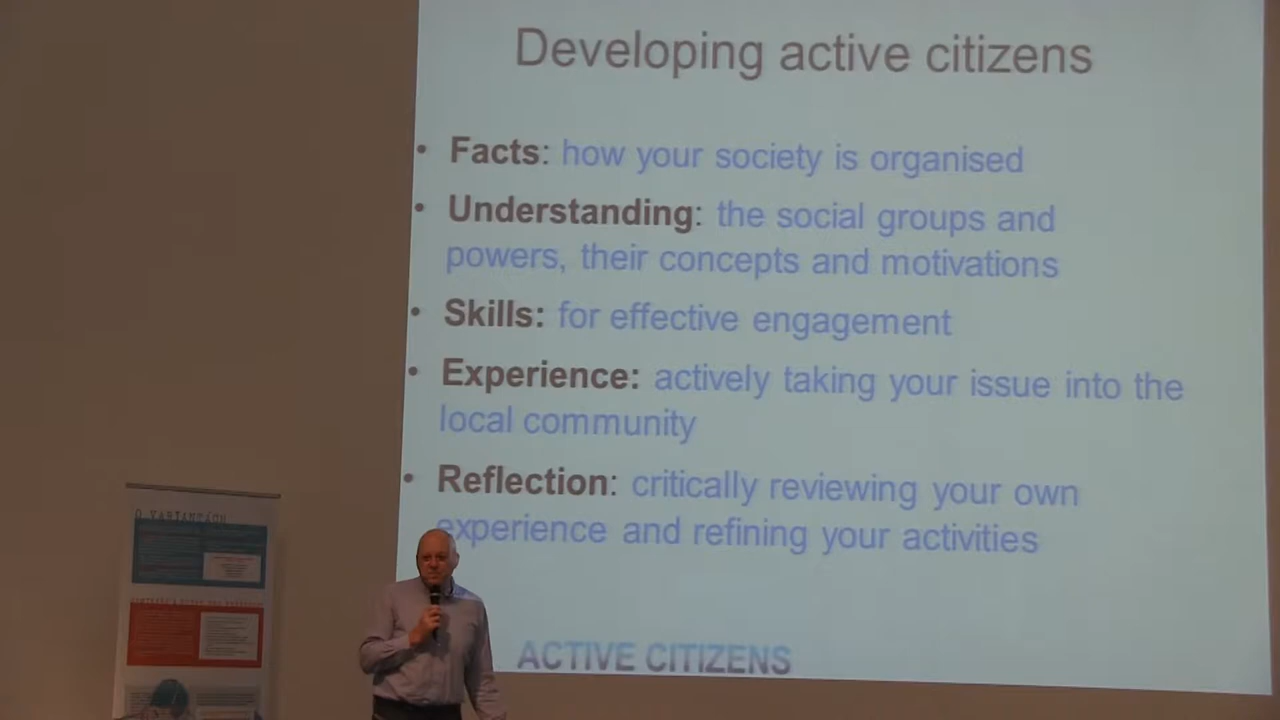 Developing active citizens
• Facts: how your society is organised
• Understanding: the social groups and
powers, their concepts and motivations
• Skills: for effective engagement
• Experience: actively taking your issue into the
local community
• Reflection: critically reviewing your own
experience and refining your activities
ACTIVE CITIZENS
O VARIANTÁCH